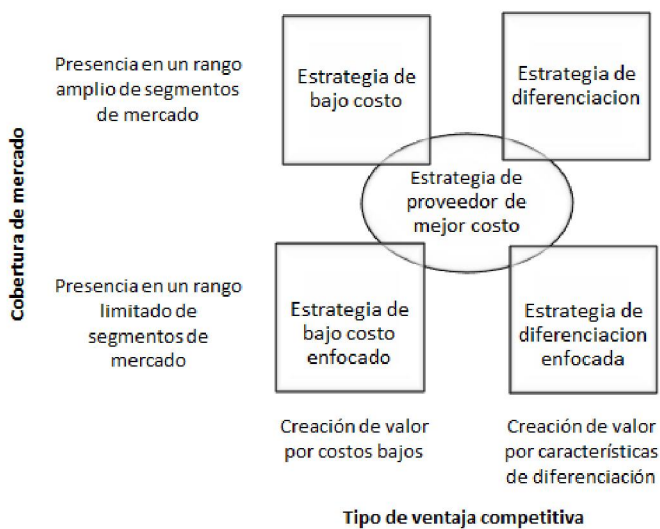 Presencia en un rango
amplio de segmentos
de mercado
Estrategia de
bajo costo
Estrategia de
diferenciacion
Cobertura de mercado
Estrategia de
proveedor de
mejor costo
Presencia en un rango
limitado de
segmentos de
mercado
Estrategia de
bajo costo
enfocado
Estrategia de
diferenciacion
enfocada
Creación de valor
por costos bajos
Creación de valor
por características
de diferenciación
Tipo de ventaja competitiva